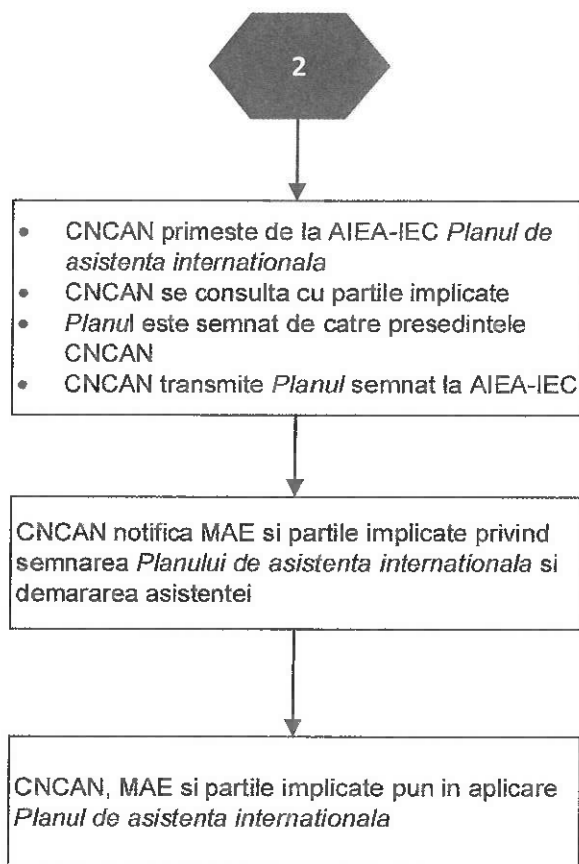 2
• CNCAN primeste de la AIEA-IEC Planul de
asistenta internationala
• CNCAN se consulta cu partile implicate
• Planul este semnat de catre presedintele
CNCAN
• CNCAN transmite Planul semnat la AIEA-IEC
CNCAN notifica MAE si partile implicate privind
semnarea Planului de asistenta internationala si
demararea asistentei
CNCAN, MAE si partile implicate pun in aplicare
Planul de asistenta internationala